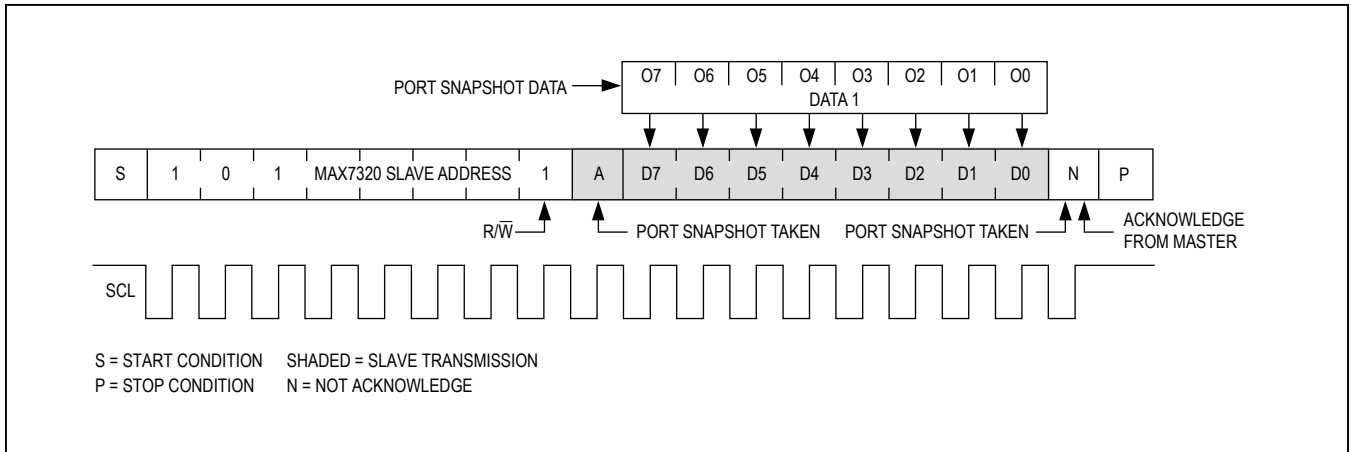 O7 O6 O5 O4 O3 O2 O1 O0
PORT SNAPSHOT DATA
DATA 1
S 1 0 1 MAX7320 SLAVE ADDRESS 1 A D7 D6 D5 D4 D3 D2 D1 D0 N P
R/W̅ PORT SNAPSHOT TAKEN PORT SNAPSHOT TAKEN ACKNOWLEDGE
FROM MASTER
SCL
S = START CONDITION SHADED = SLAVE TRANSMISSION
P = STOP CONDITION N = NOT ACKNOWLEDGE